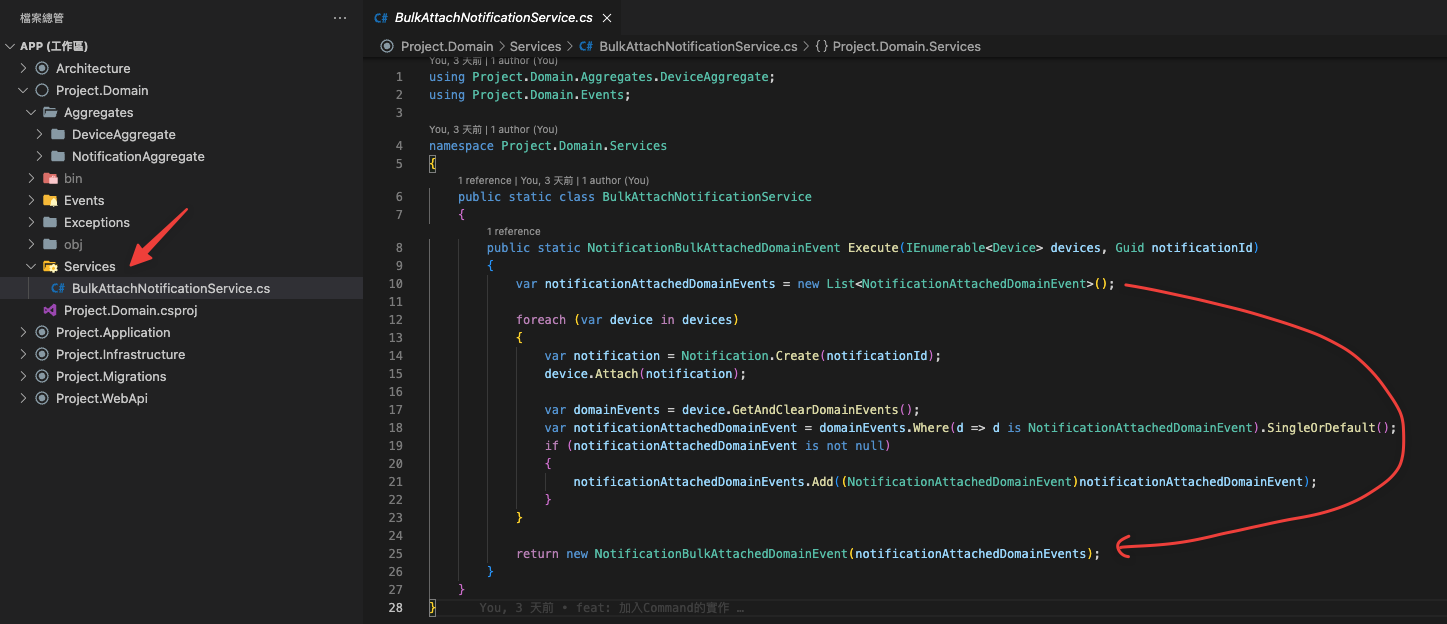 檔案總管
APP (工作區)
Architecture
Project.Domain
Aggregates
DeviceAggregate
NotificationAggregate
bin
Events
Exceptions
obj
Services
C# BulkAttachNotificationService.cs
Project.Domain.csproj
Project.Application
Project.Infrastructure
Project.Migrations
Project.WebApi
C# BulkAttachNotificationService.cs
Project.Domain > Services > C# BulkAttachNotificationService.cs > {} Project.Domain.Services
You, 3 天前 | 1 author (You)
1 using Project.Domain.Aggregates.DeviceAggregate;
2 using Project.Domain.Events;
3
You, 3 天前 | 1 author (You)
4 namespace Project.Domain.Services
5 {
1 reference | You, 3 天前 | 1 author (You)
6 public static class BulkAttachNotificationService
7 {
1 reference
8 public static NotificationBulkAttachedDomainEvent Execute(IEnumerable<Device> devices, Guid notificationId)
9 {
10 var notificationAttachedDomainEvents = new List<NotificationAttachedDomainEvent>();
11
12 foreach (var device in devices)
13 {
14 var notification = Notification.Create(notificationId);
15 device.Attach(notification);
16
17 var domainEvents = device.GetAndClearDomainEvents();
18 var notificationAttachedDomainEvent = domainEvents.Where(d => d is NotificationAttachedDomainEvent).SingleOrDefault();
19 if (notificationAttachedDomainEvent is not null)
20 {
21 notificationAttachedDomainEvents.Add((NotificationAttachedDomainEvent)notificationAttachedDomainEvent);
22 }
23 }
24
25 return new NotificationBulkAttachedDomainEvent(notificationAttachedDomainEvents);
26 }
27 }
28 } You, 3 天前 • feat: 加入Command的實作 …